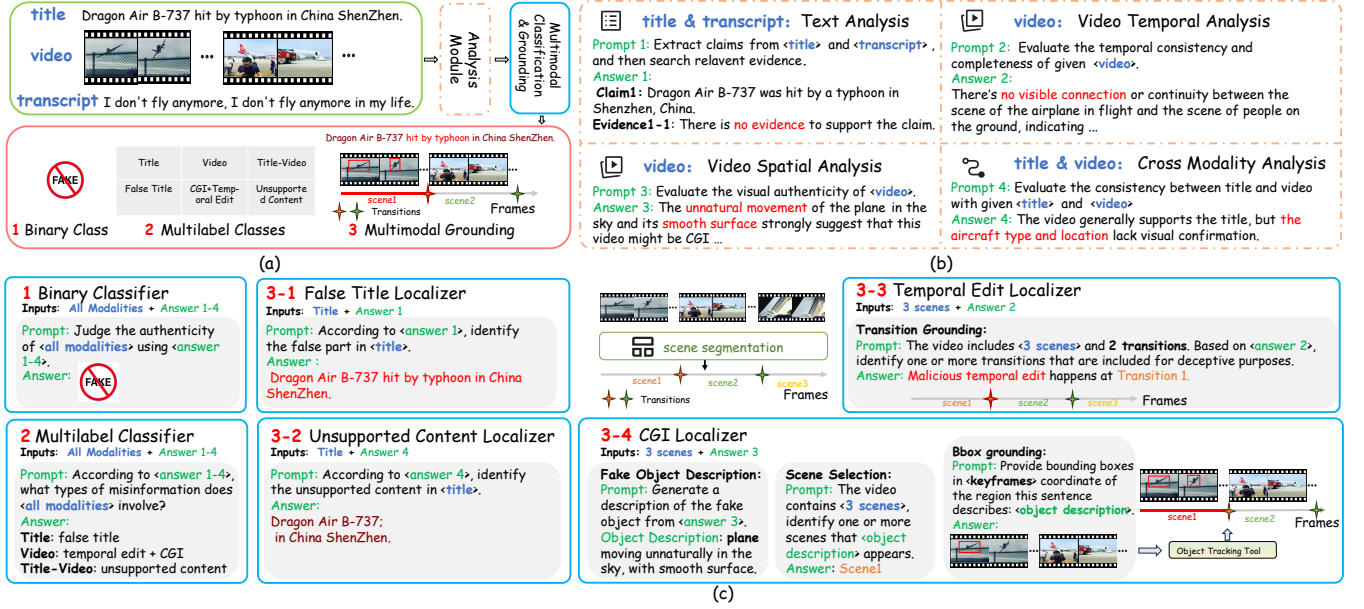 title Dragon Air B-737 hit by typhoon in China ShenZhen.
video
... ...
transcript I don't fly anymore, I don't fly anymore in my life.
Analysis
Module
Multimodal
Classification
& Grounding
FAKE
Title Video Title-Video
False Title CGI+Temp-
oral Edit Unsupporte
d Content
Dragon Air B-737 hit by typhoon in China ShenZhen.
scene1 scene2
Transitions Frames
1 Binary Class 2 Multilabel Classes 3 Multimodal Grounding
(a)
title & transcript: Text Analysis
Prompt 1: Extract claims from <title> and <transcript> ,
and then search relavent evidence.
Answer 1:
Claim1: Dragon Air B-737 was hit by a typhoon in
Shenzhen, China.
Evidence1-1: There is no evidence to support the claim.
video: Video Temporal Analysis
Prompt 2: Evaluate the temporal consistency and
completeness of given <video>.
Answer 2:
There's no visible connection or continuity between the
scene of the airplane in flight and the scene of people on
the ground, indicating ...
video: Video Spatial Analysis
Prompt 3: Evaluate the visual authenticity of <video>.
Answer 3: The unnatural movement of the plane in the
sky and its smooth surface strongly suggest that this
video might be CGI ...
title & video: Cross Modality Analysis
Prompt 4: Evaluate the consistency between title and video
with given <title> and <video>
Answer 4: The video generally supports the title, but the
aircraft type and location lack visual confirmation.
(b)
1 Binary Classifier
Inputs: All Modalities + Answer 1-4
Prompt: Judge the authenticity
of <all modalities> using <answer
1-4>.
Answer:
FAKE
3-1 False Title Localizer
Inputs: Title + Answer 1
Prompt: According to <answer 1>, identify
the false part in <title>.
Answer :
Dragon Air B-737 hit by typhoon in China
ShenZhen.
... ... ...
scene segmentation
scene1 scene2 scene3
Transitions Frames
3-3 Temporal Edit Localizer
Inputs: 3 scenes + Answer 2
Transition Grounding:
Prompt: The video includes <3 scenes> and 2 transitions. Based on <answer 2>,
identify one or more transitions that are included for deceptive purposes.
Answer: Malicious temporal edit happens at Transition 1.
scene1 scene2 scene3 Frames
2 Multilabel Classifier
Inputs: All Modalities + Answer 1-4
Prompt: According to <answer 1-4>,
what types of misinformation does
<all modalities> involve?
Answer:
Title: false title
Video: temporal edit + CGI
Title-Video: unsupported content
3-2 Unsupported Content Localizer
Inputs: Title + Answer 4
Prompt: According to <answer 4>, identify
the unsupported content in <title>.
Answer:
Dragon Air B-737;
in China ShenZhen.
3-4 CGI Localizer
Inputs: 3 scenes + Answer 3
Fake Object Description:
Prompt: Generate a
description of the fake
object from <answer 3>.
Object Description: plane
moving unnaturally in the
sky, with smooth surface.
Scene Selection:
Prompt: The video
contains <3 scenes>,
identify one or more
scenes that <object
description> appears.
Answer: Scene1
Bbox grounding:
Prompt: Provide bounding boxes
in <keyframes> coordinate of
the region this sentence
describes: <object description>.
Answer:
... ...
scene1 scene2 Frames
Object Tracking Tool
(c)